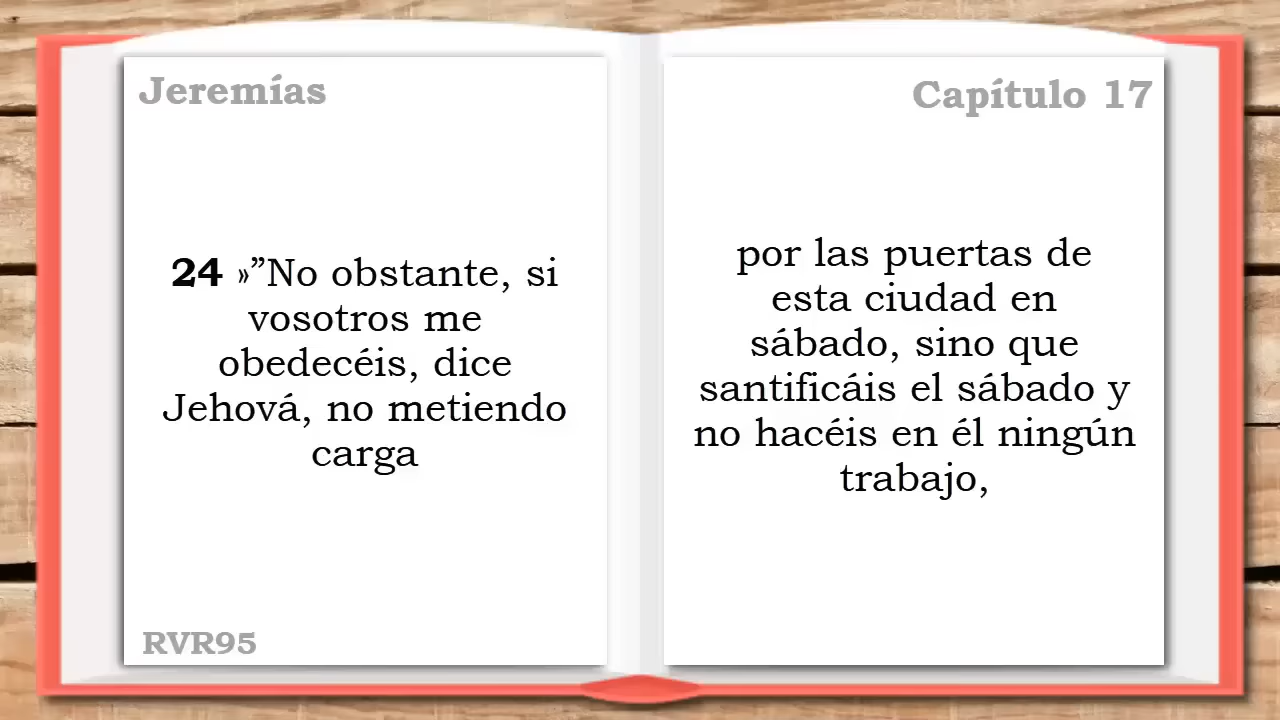 Jeremías
24 »”No obstante, si
vosotros me
obedecéis, dice
Jehová, no metiendo
carga
RVR95
Capítulo 17
por las puertas de
esta ciudad en
sábado, sino que
santificáis el sábado y
no hacéis en él ningún
trabajo,